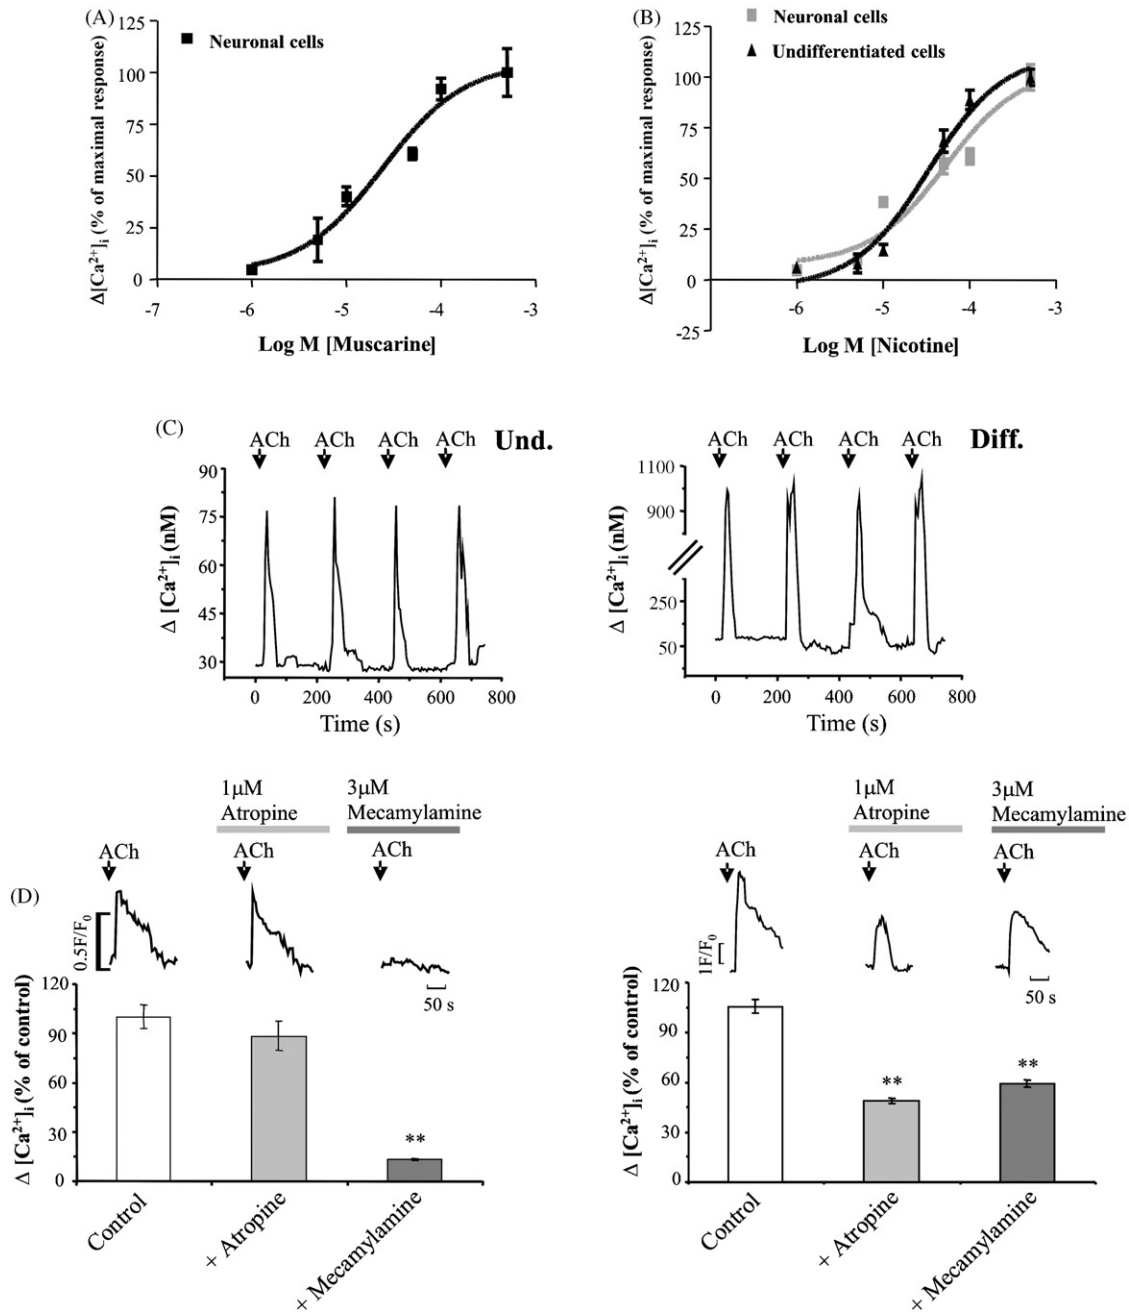 (A)
125
100
75
50
25
0
Δ[Ca²⁺]ᵢ (% of maximal response)
Neuronal cells
-7
-6
-5
-4
-3
Log M [Muscarine]
(B)
125
100
75
50
25
0
-25
Δ[Ca²⁺]ᵢ (% of maximal response)
Neuronal cells
Undifferentiated cells
-6
-5
-4
-3
Log M [Nicotine]
(C)
ACh ACh ACh ACh Und.
90
75
60
45
30
Δ [Ca²⁺]ᵢ (nM)
0 200 400 600 800
Time (s)
ACh ACh ACh ACh Diff.
1100
900
250
50
Δ [Ca²⁺]ᵢ (nM)
0 200 400 600 800
Time (s)
(D)
1μM
Atropine
3μM
Mecamylamine
ACh ACh ACh
0.5F/F₀
50 s
120
90
60
30
0
Δ [Ca²⁺]ᵢ (% of control)
**
Control
+ Atropine
+ Mecamylamine
1μM
Atropine
3μM
Mecamylamine
ACh ACh ACh
1F/F₀
50 s
120
90
60
30
0
Δ [Ca²⁺]ᵢ (% of control)
**
**
Control
+ Atropine
+ Mecamylamine